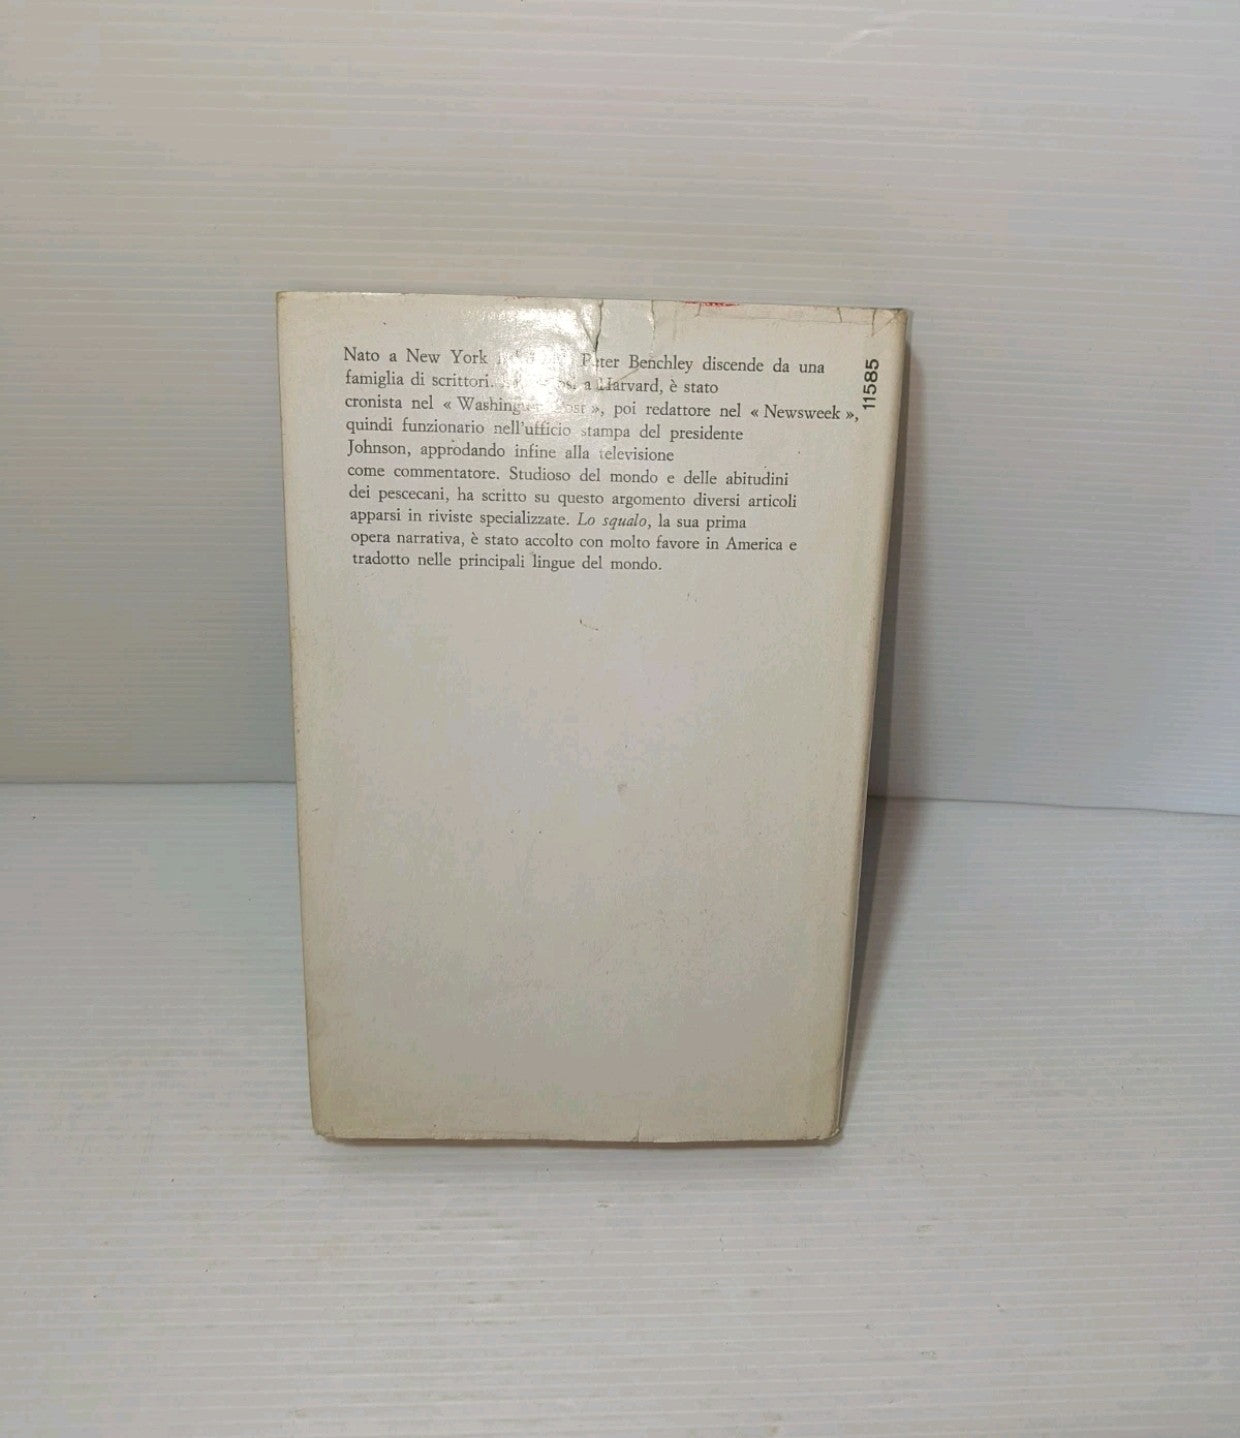 Nato a New York Peter Benchley discende da una
famiglia di scrittori. a Harvard, è stato
cronista nel « Washington Post », poi redattore nel « Newsweek »,
quindi funzionario nell'ufficio stampa del presidente
Johnson, approdando infine alla televisione
come commentatore. Studioso del mondo e delle abitudini
dei pescecani, ha scritto su questo argomento diversi articoli
apparsi in riviste specializzate. Lo squalo, la sua prima
opera narrativa, è stato accolto con molto favore in America e
tradotto nelle principali lingue del mondo.
11585